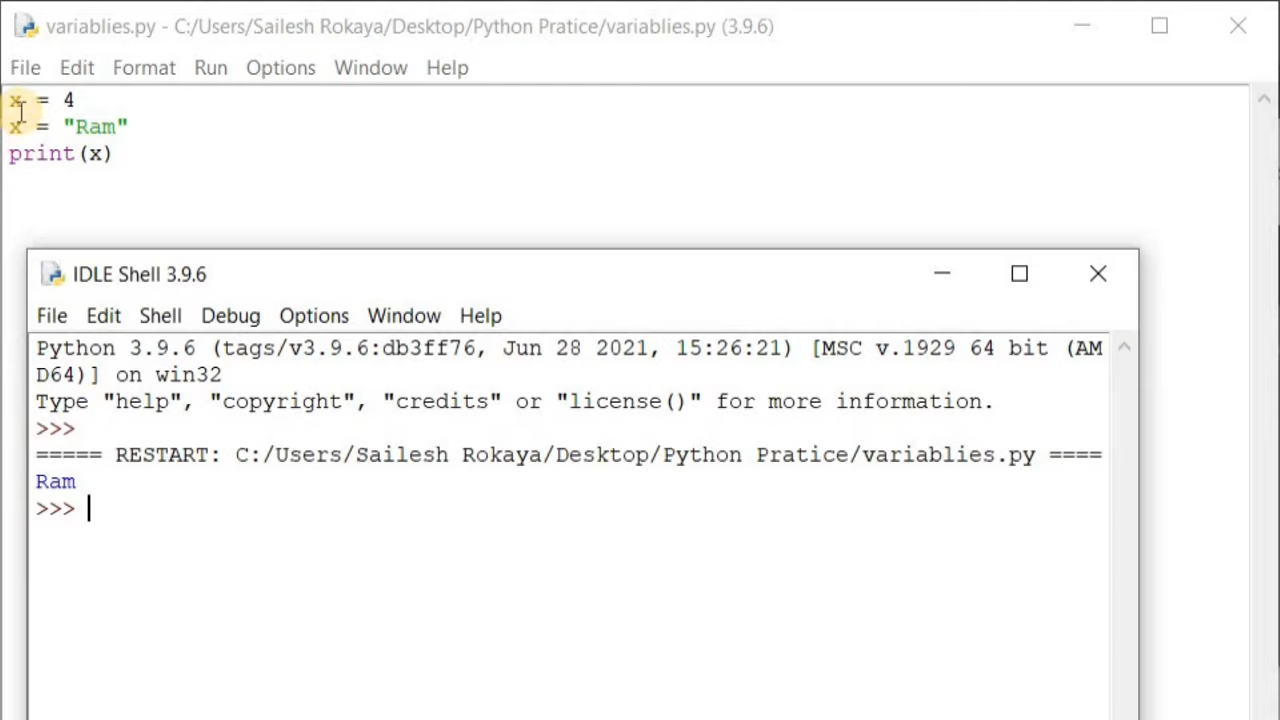 variablies.py - C:/Users/Sailesh Rokaya/Desktop/Python Pratice/variablies.py (3.9.6)
File Edit Format Run Options Window Help
x = 4
x = "Ram"
print(x)
IDLE Shell 3.9.6
File Edit Shell Debug Options Window Help
Python 3.9.6 (tags/v3.9.6:db3ff76, Jun 28 2021, 15:26:21) [MSC v.1929 64 bit (AM
D64)] on win32
Type "help", "copyright", "credits" or "license()" for more information.
>>>
===== RESTART: C:/Users/Sailesh Rokaya/Desktop/Python Pratice/variablies.py ====
Ram
>>>